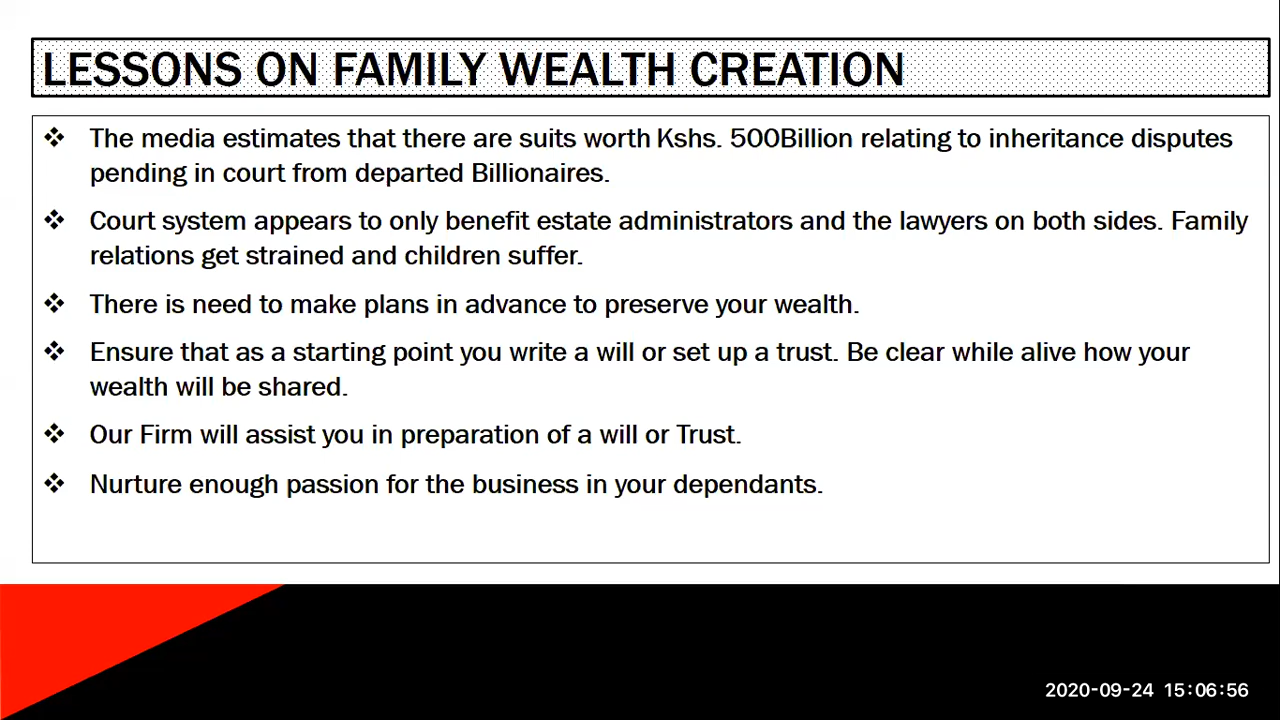 LESSONS ON FAMILY WEALTH CREATION
❖ The media estimates that there are suits worth Kshs. 500Billion relating to inheritance disputes
pending in court from departed Billionaires.
❖ Court system appears to only benefit estate administrators and the lawyers on both sides. Family
relations get strained and children suffer.
❖ There is need to make plans in advance to preserve your wealth.
❖ Ensure that as a starting point you write a will or set up a trust. Be clear while alive how your
wealth will be shared.
❖ Our Firm will assist you in preparation of a will or Trust.
❖ Nurture enough passion for the business in your dependants.
2020-09-24 15:06:56